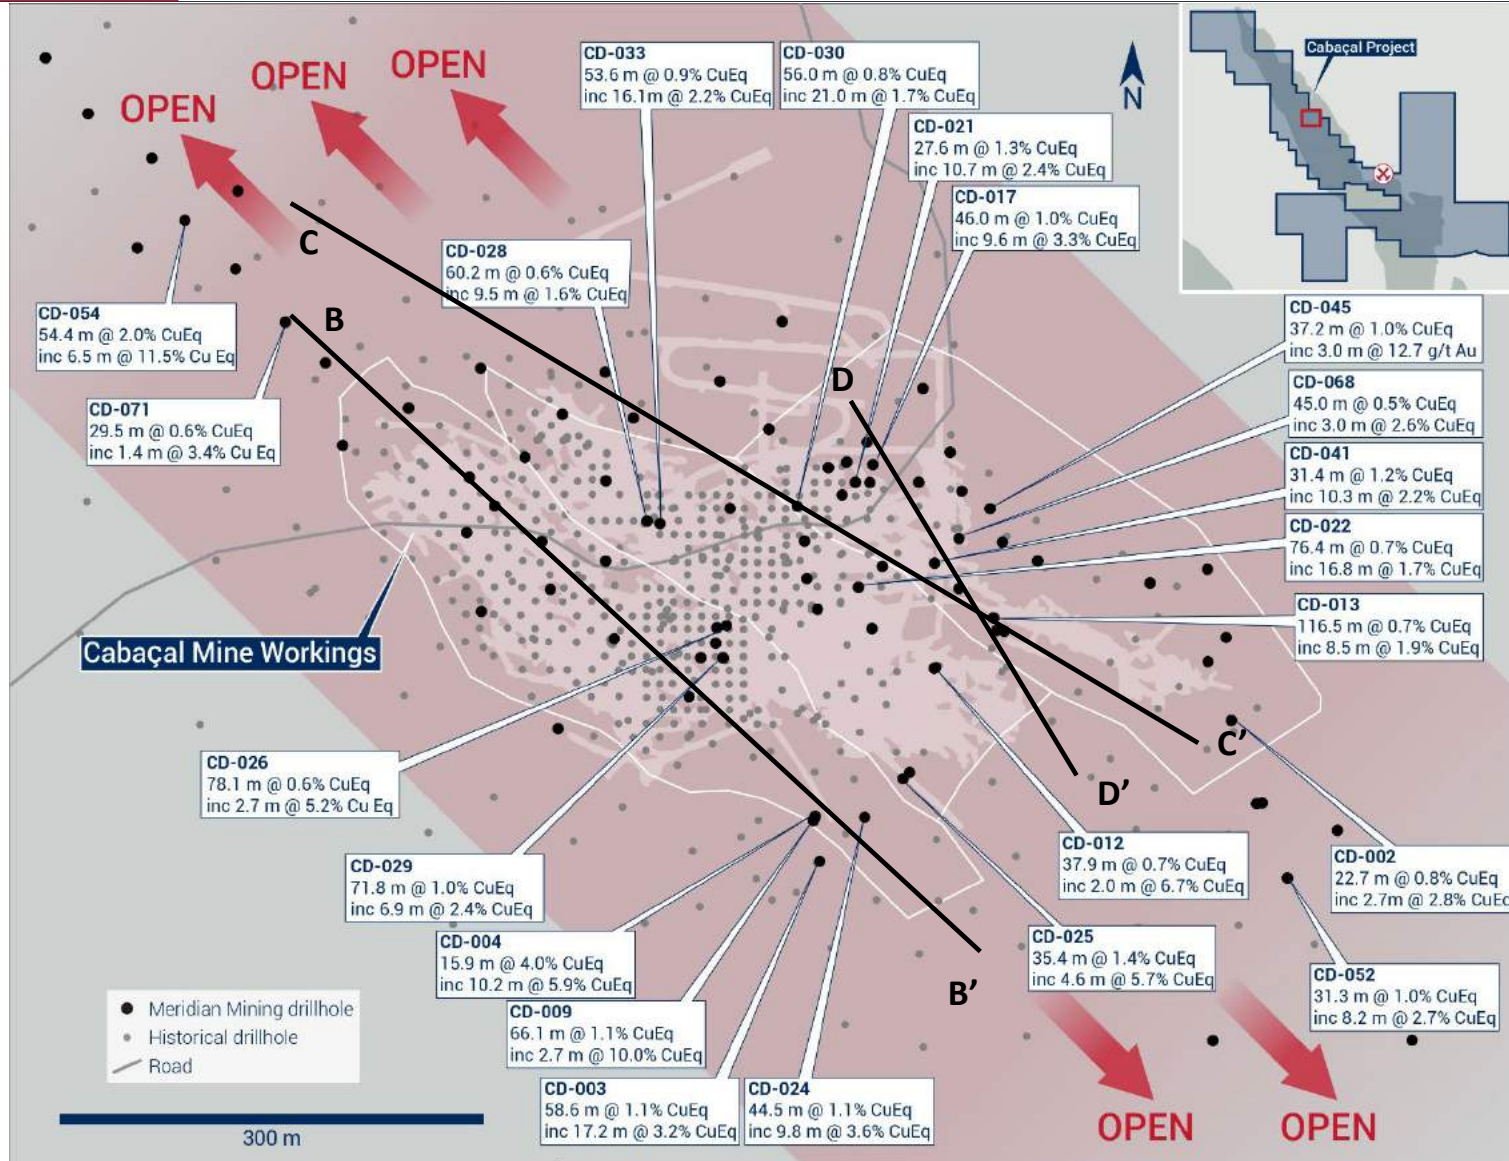 OPEN
OPEN
OPEN
CD-033
53.6 m @ 0.9% CuEq
inc 16.1m @ 2.2% CuEq
CD-030
56.0 m @ 0.8% CuEq
inc 21.0 m @ 1.7% CuEq
N
Cabaçal Project
CD-021
27.6 m @ 1.3% CuEq
inc 10.7 m @ 2.4% CuEq
CD-017
46.0 m @ 1.0% CuEq
inc 9.6 m @ 3.3% CuEq
C
CD-028
60.2 m @ 0.6% CuEq
inc 9.5 m @ 1.6% CuEq
CD-054
54.4 m @ 2.0% CuEq
inc 6.5 m @ 11.5% Cu Eq
B
CD-045
37.2 m @ 1.0% CuEq
inc 3.0 m @ 12.7 g/t Au
D
CD-068
45.0 m @ 0.5% CuEq
inc 3.0 m @ 2.6% CuEq
CD-071
29.5 m @ 0.6% CuEq
inc 1.4 m @ 3.4% Cu Eq
CD-041
31.4 m @ 1.2% CuEq
inc 10.3 m @ 2.2% CuEq
CD-022
76.4 m @ 0.7% CuEq
inc 16.8 m @ 1.7% CuEq
CD-013
116.5 m @ 0.7% CuEq
inc 8.5 m @ 1.9% CuEq
Cabaçal Mine Workings
C’
D’
CD-026
78.1 m @ 0.6% CuEq
inc 2.7 m @ 5.2% Cu Eq
CD-012
37.9 m @ 0.7% CuEq
inc 2.0 m @ 6.7% CuEq
CD-002
22.7 m @ 0.8% CuEq
inc 2.7m @ 2.8% CuEq
CD-029
71.8 m @ 1.0% CuEq
inc 6.9 m @ 2.4% CuEq
CD-004
15.9 m @ 4.0% CuEq
inc 10.2 m @ 5.9% CuEq
CD-025
35.4 m @ 1.4% CuEq
inc 4.6 m @ 5.7% CuEq
B’
CD-052
31.3 m @ 1.0% CuEq
inc 8.2 m @ 2.7% CuEq
CD-009
66.1 m @ 1.1% CuEq
inc 2.7 m @ 10.0% CuEq
Meridian Mining drillhole
Historical drillhole
Road
CD-003
58.6 m @ 1.1% CuEq
inc 17.2 m @ 3.2% CuEq
CD-024
44.5 m @ 1.1% CuEq
inc 9.8 m @ 3.6% CuEq
300 m
OPEN
OPEN